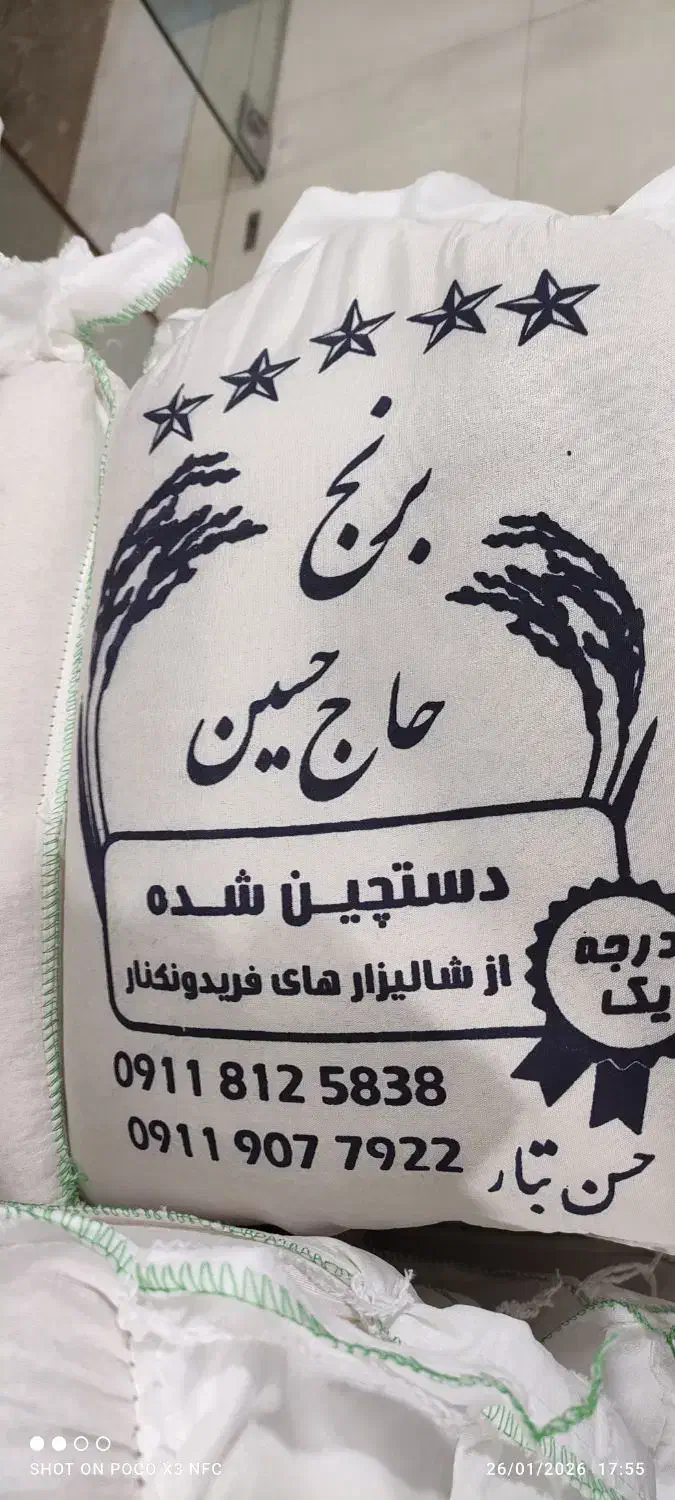 برنج
حاج حسین
دستچین شده
از شالیزار های فریدونکنار
درجه
یک
0911 812 5838
0911 907 7922
حسن تبار
SHOT ON POCO X3 NFC
26/01/2026 17:55